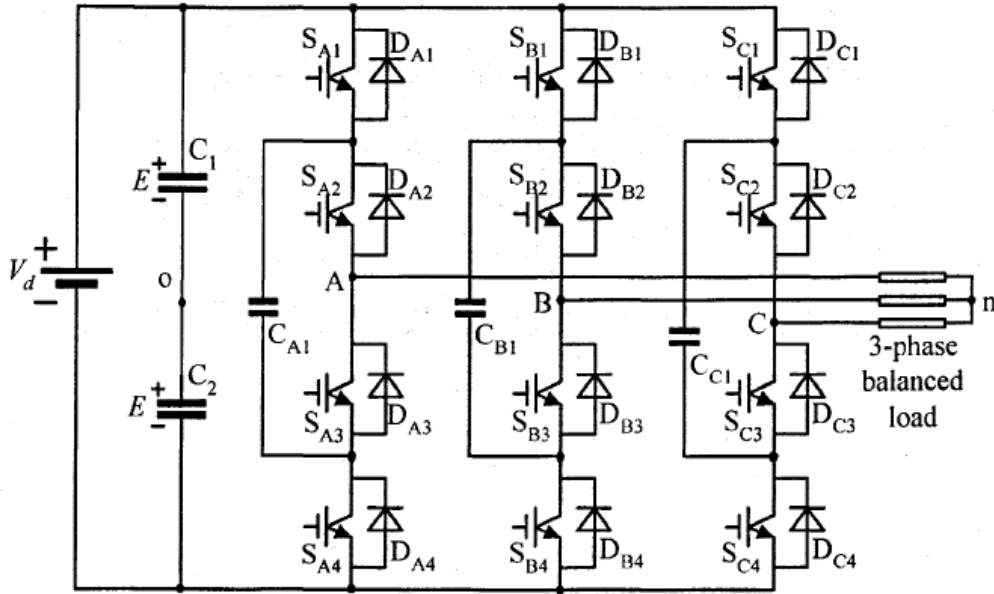 S_A1 D_A1 S_B1 D_B1 S_C1 D_C1
E + - C_1
S_A2 D_A2 S_B2 D_B2 S_C2 D_C2
V_d + -
o
A
B
C
n
C_A1 C_B1 C_C1
3-phase
balanced
load
E + - C_2
S_A3 D_A3 S_B3 D_B3 S_C3 D_C3
S_A4 D_A4 S_B4 D_B4 S_C4 D_C4